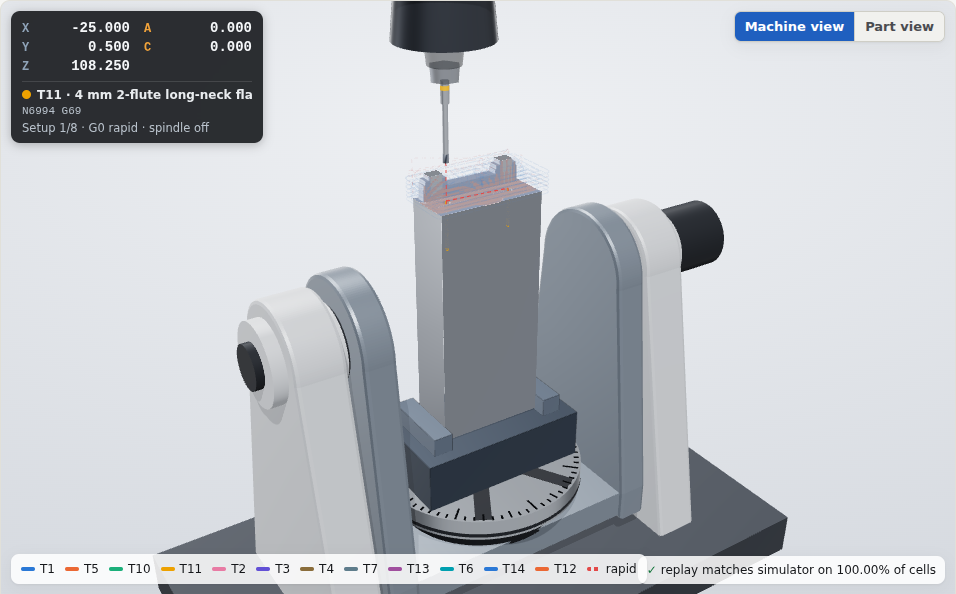 X -25.000 A 0.000
Y 0.500 C 0.000
Z 108.250
T11 · 4 mm 2-flute long-neck fla
N6994 G69
Setup 1/8 · G0 rapid · spindle off
Machine view Part view
T1 T5 T10 T11 T2 T3 T4 T7 T13 T6 T14 T12 rapid
✓ replay matches simulator on 100.00% of cells